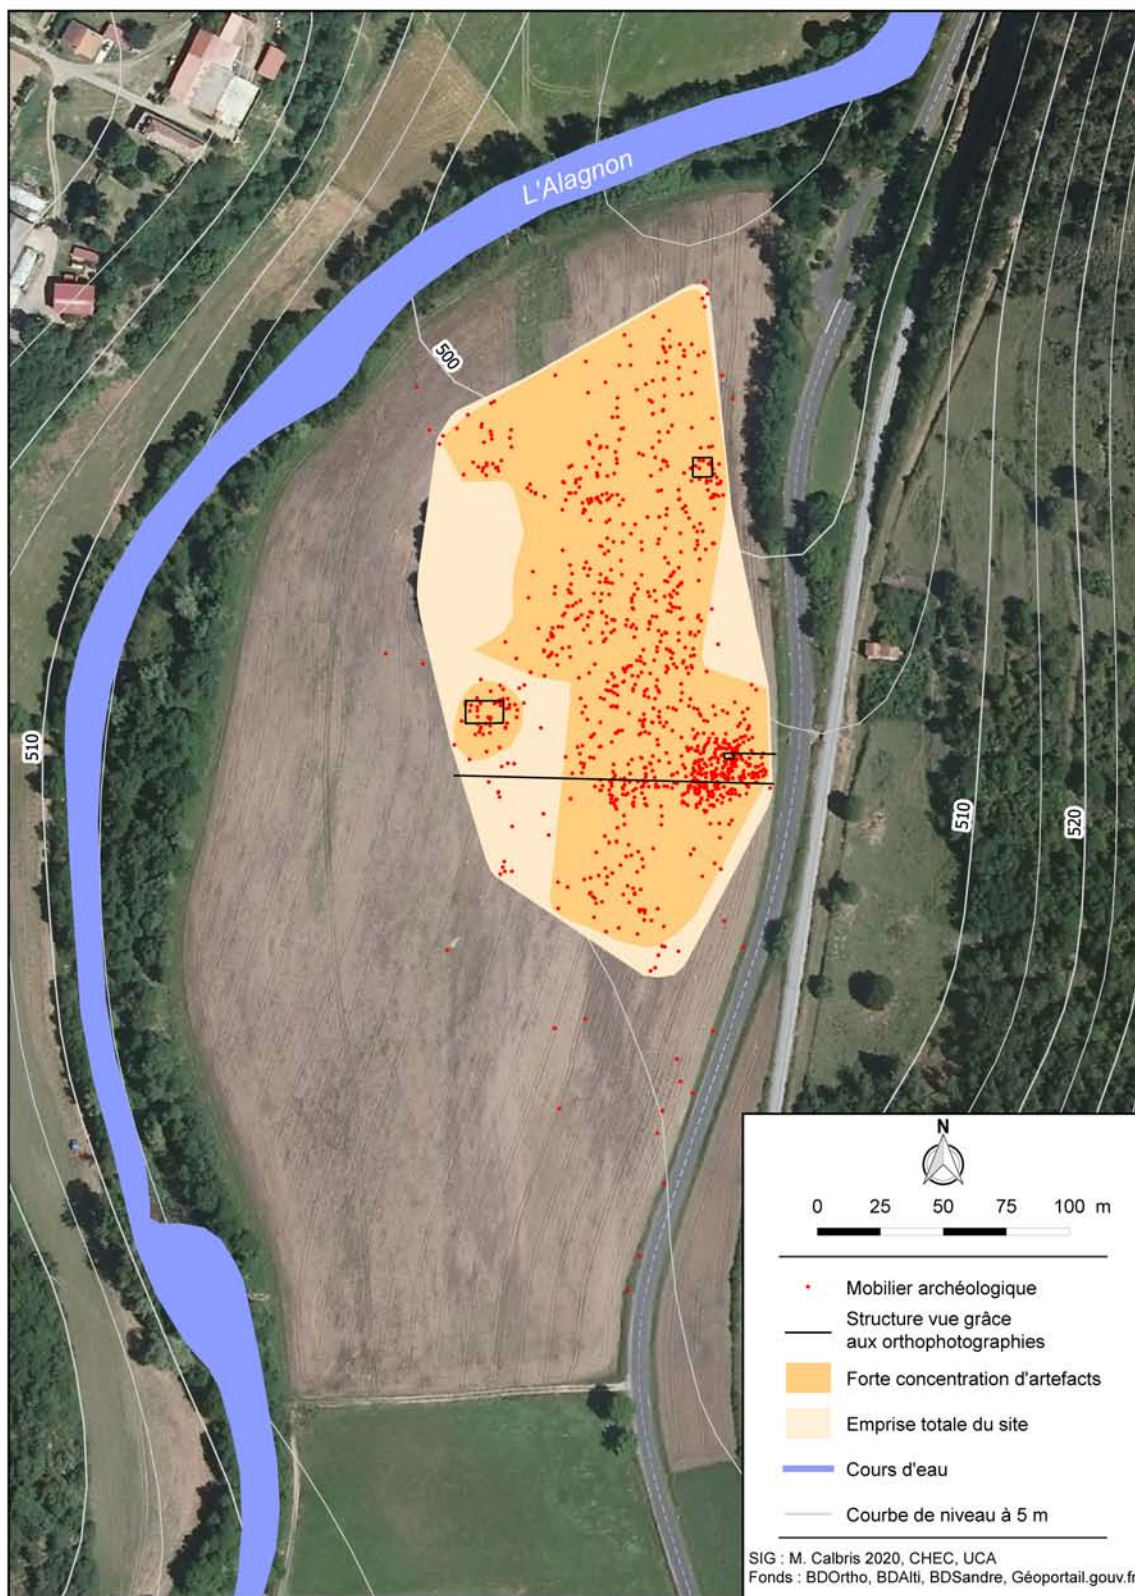 L'Alagnon
500
510
510
520
N
0 25 50 75 100 m
Mobilier archéologique
Structure vue grâce
aux orthophotographies
Forte concentration d'artefacts
Emprise totale du site
Cours d'eau
Courbe de niveau à 5 m
SIG : M. Calbris 2020, CHEC, UCA
Fonds : BDOrtho, BDAlti, BDSandre, Géoportail.gouv.fr